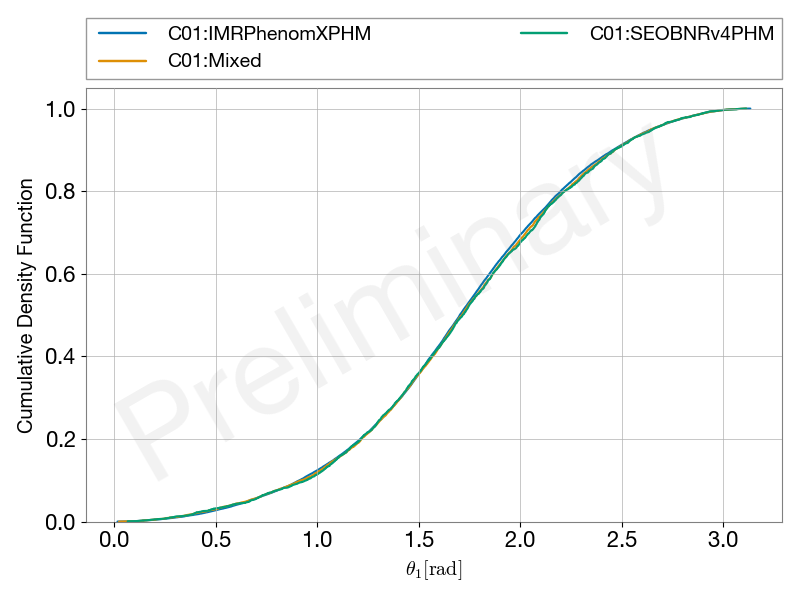 C01:IMRPhenomXPHM
C01:Mixed
C01:SEOBNRv4PHM
Cumulative Density Function
1.0
0.8
0.6
0.4
0.2
0.0
Preliminary
0.0 0.5 1.0 1.5 2.0 2.5 3.0
θ₁[rad]